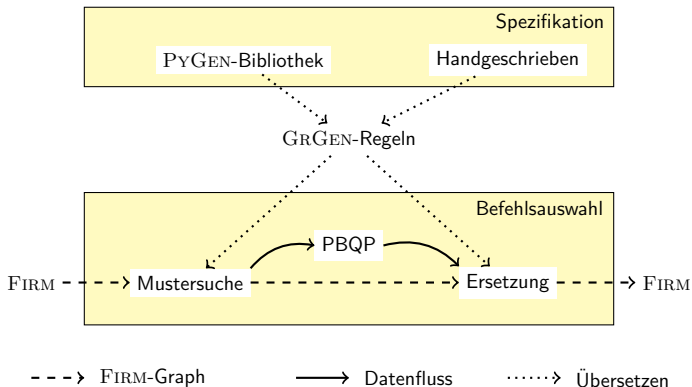 Spezifikation
PYGEN-Bibliothek
Handgeschrieben
GRGEN-Regeln
Befehlsauswahl
PBQP
FIRM
Mustersuche
Ersetzung
FIRM
FIRM-Graph
Datenfluss
Übersetzen